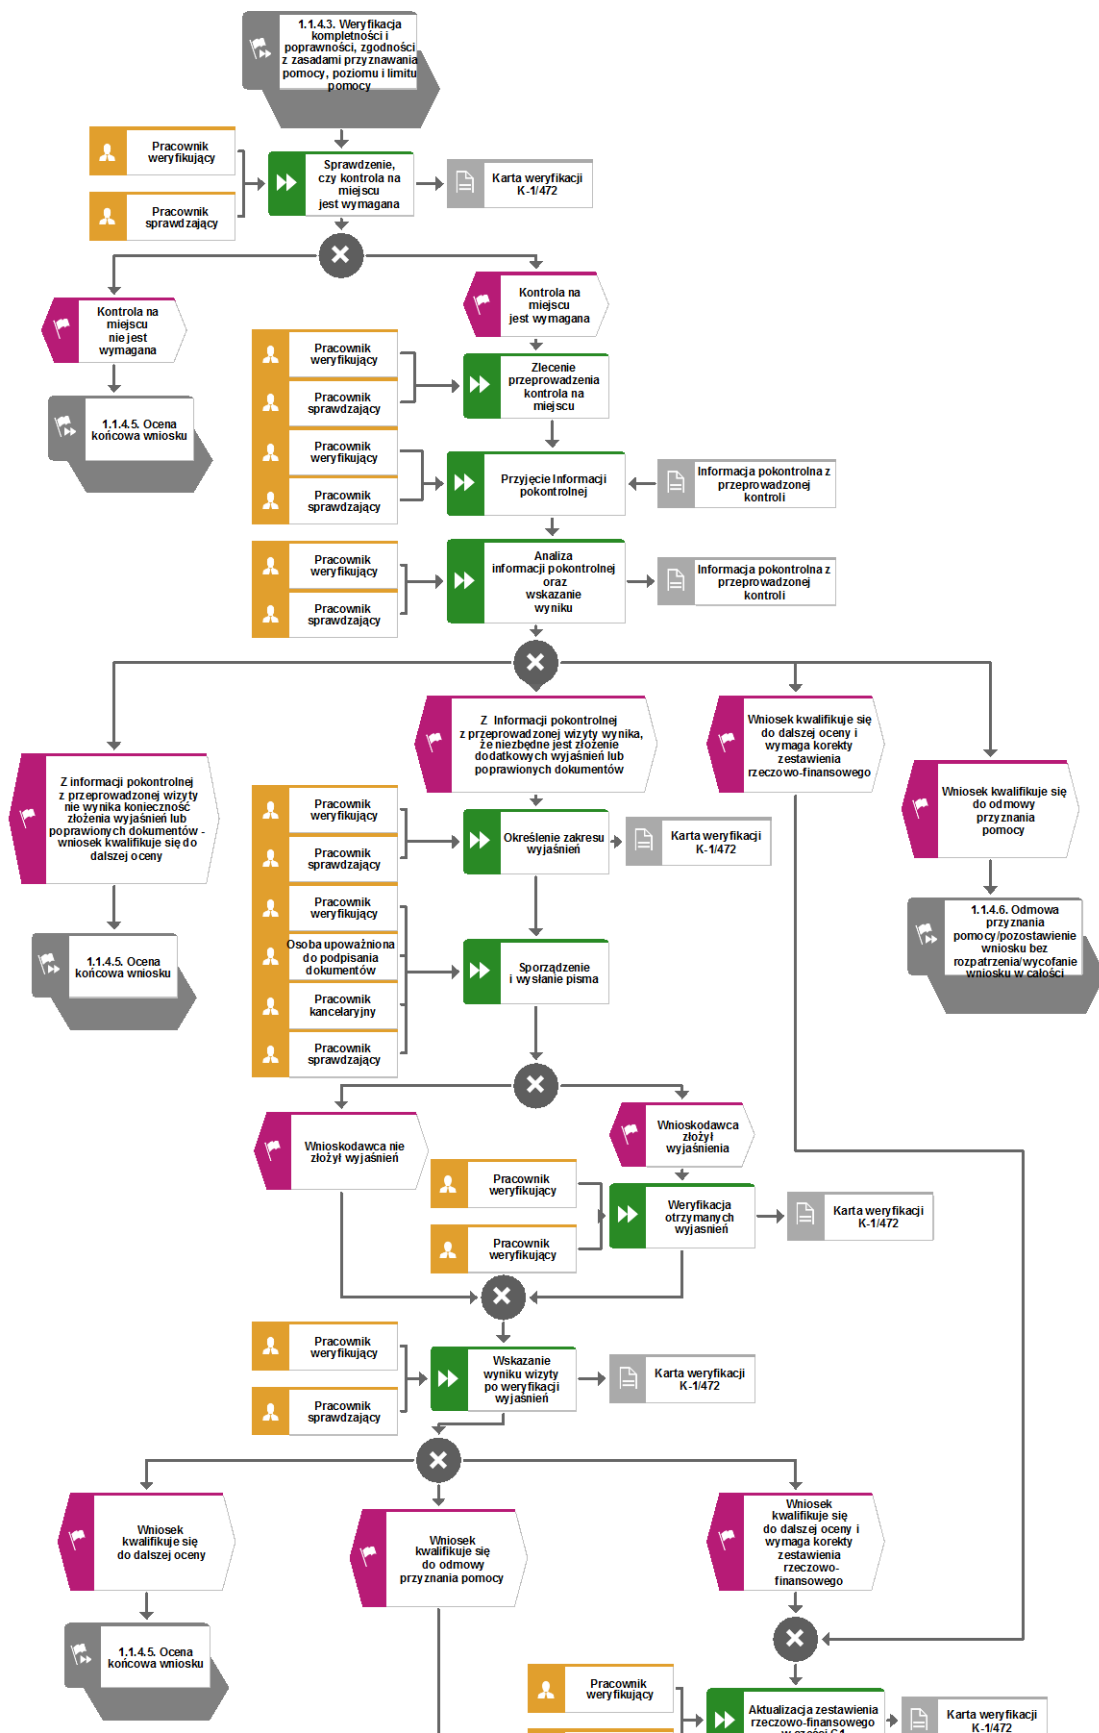 1.1.4.3. Weryfikacja
kompletności i
poprawności, zgodności
z zasadami przyznawania
pomocy, poziomu i limitu
pomocy
Pracownik
weryfikujący
Pracownik
sprawdzający
Sprawdzenie,
czy kontrola na
miejscu
jest wymagana
Karta weryfikacji
K-1/472
Kontrola na
miejscu
nie jest
wymagana
Kontrola na
miejscu
jest wymagana
1.1.4.5. Ocena
końcowa wniosku
Pracownik
weryfikujący
Pracownik
sprawdzający
Zlecenie
przeprowadzenia
kontrola na
miejscu
Pracownik
weryfikujący
Pracownik
sprawdzający
Przyjęcie Informacji
pokontrolnej
Informacja pokontrolna z
przeprowadzonej
kontroli
Pracownik
weryfikujący
Pracownik
sprawdzający
Analiza
informacji pokontrolnej
oraz
wskazanie
wyniku
Informacja pokontrolna z
przeprowadzonej
kontroli
Z informacji pokontrolnej
z przeprowadzonej wizyty
nie wynika konieczność
złożenia wyjaśnień lub
poprawionych dokumentów -
wniosek kwalifikuje się do
dalszej oceny
Z  Informacji pokontrolnej
z przeprowadzonej wizyty wynika,
że niezbędne jest złożenie
dodatkowych wyjaśnień lub
poprawionych dokumentów
Wniosek kwalifikuje się
do dalszej oceny i
wymaga korekty
zestawienia
rzeczowo-finansowego
Wniosek kwalifikuje się
do odmowy
przyznania
pomocy
1.1.4.5. Ocena
końcowa wniosku
Pracownik
weryfikujący
Pracownik
sprawdzający
Określenie zakresu
wyjaśnień
Karta weryfikacji
K-1/472
1.1.4.6. Odmowa
przyznania
pomocy/pozostawienie
wniosku bez
rozpatrzenia/wycofanie
wniosku w całości
Pracownik
weryfikujący
Osoba upoważniona
do podpisania
dokumentów
Pracownik
kancelaryjny
Pracownik
sprawdzający
Sporządzenie
i wysłanie pisma
Wnioskodawca nie
złożył wyjaśnień
Wnioskodawca
złożył
wyjaśnienia
Pracownik
weryfikujący
Pracownik
weryfikujący
Weryfikacja
otrzymanych
wyjasnień
Karta weryfikacji
K-1/472
Pracownik
weryfikujący
Pracownik
sprawdzający
Wskazanie
wyniku wizyty
po weryfikacji
wyjaśnień
Karta weryfikacji
K-1/472
Wniosek
kwalifikuje się
do dalszej oceny
Wniosek
kwalifikuje się
do odmowy
przyznania pomocy
Wniosek
kwalifikuje się
do dalszej oceny i
wymaga korekty
zestawienia
rzeczowo-
finansowego
1.1.4.5. Ocena
końcowa wniosku
Pracownik
weryfikujący
Aktualizacja zestawienia
rzeczowo-finansowego
Karta weryfikacji
K-1/472